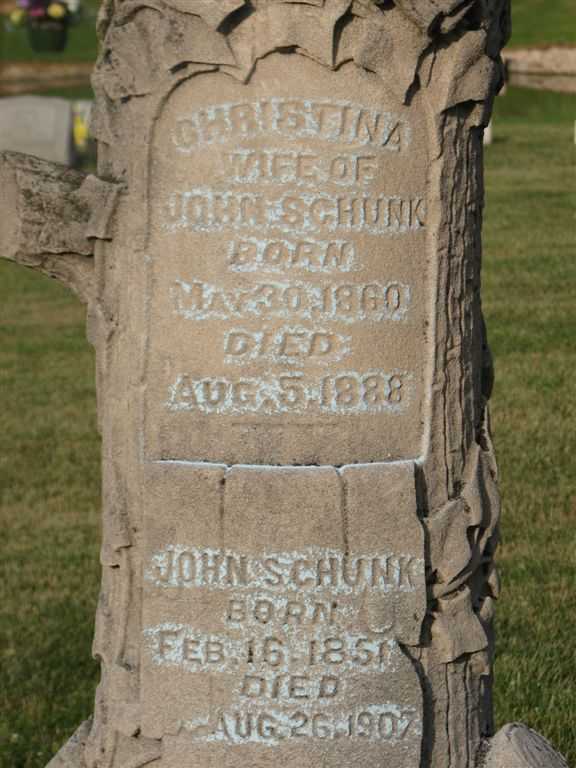 CHRISTINA
WIFE OF
JOHN SCHUNK
BORN
MAY 30, 1860
DIED
AUG. 5, 1888
JOHN SCHUNK
BORN
FEB. 16, 1851
DIED
AUG. 26, 1907